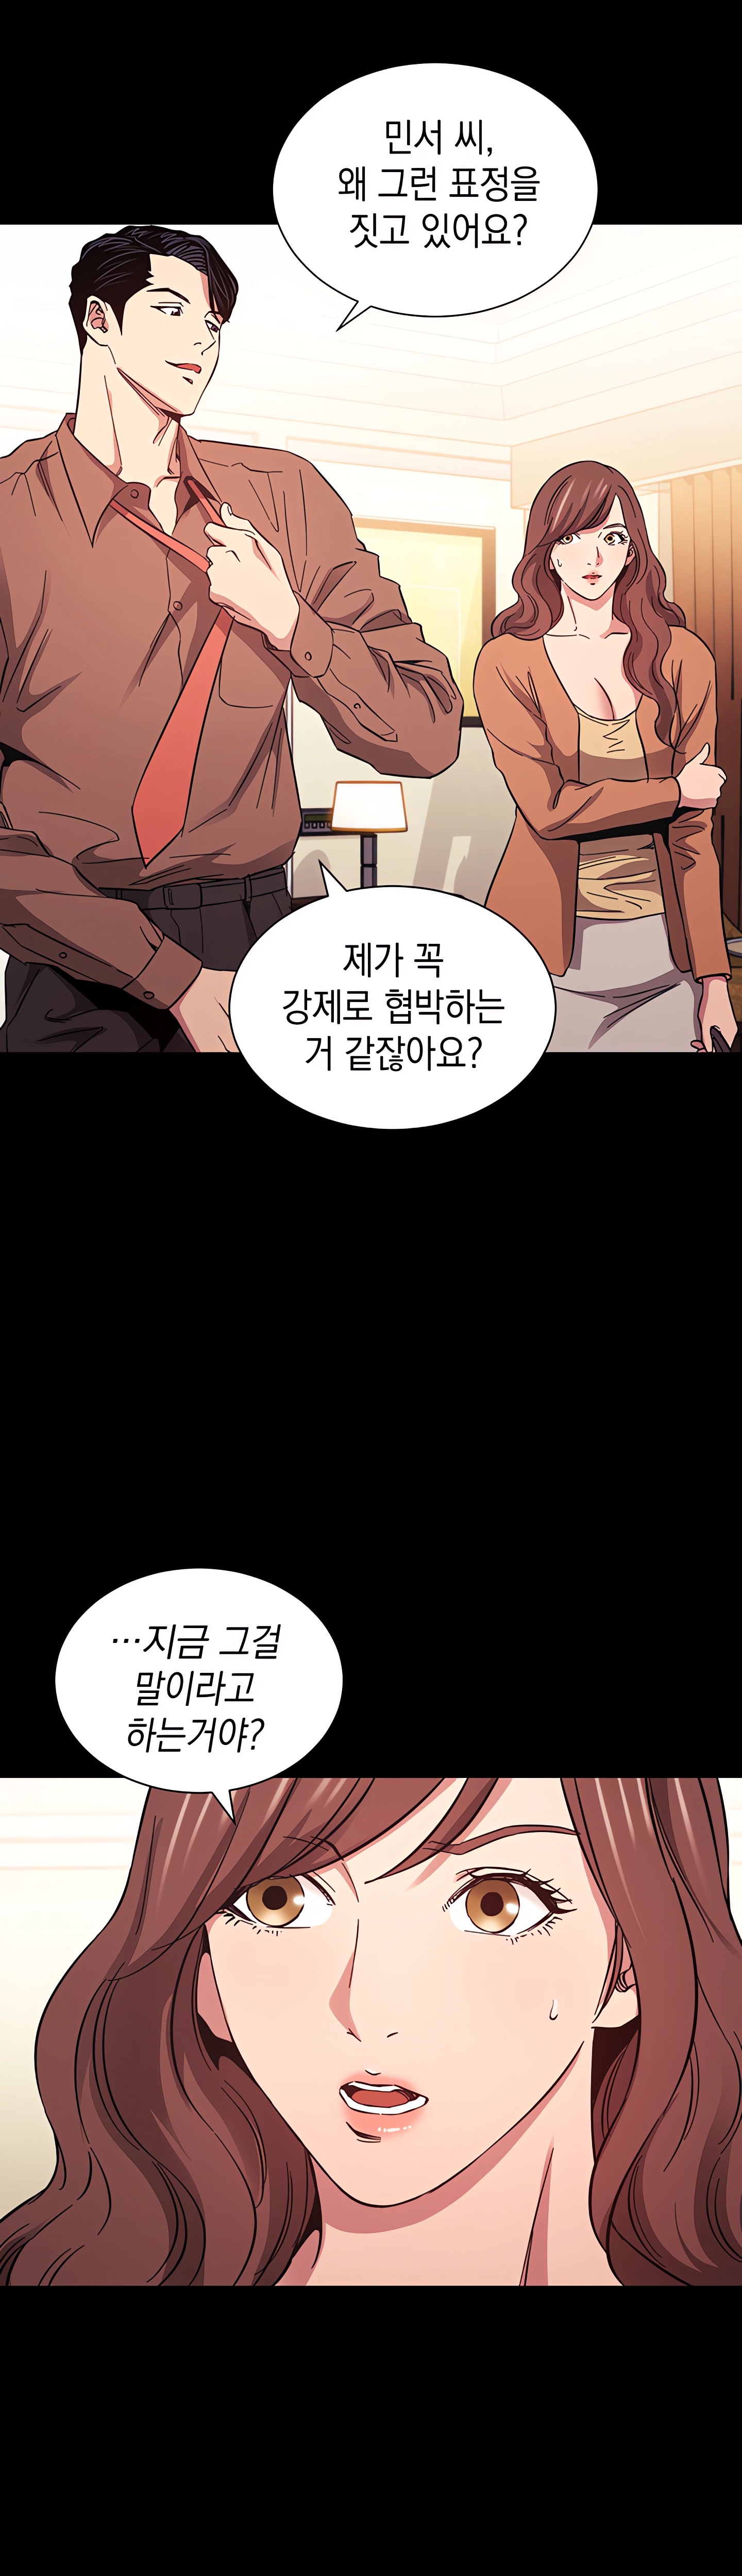 민서 씨,
왜 그런 표정을
짓고 있어요?
제가 꼭
강제로 협박하는
거 같잖아요?
…지금 그걸
말이라고
하는거야?